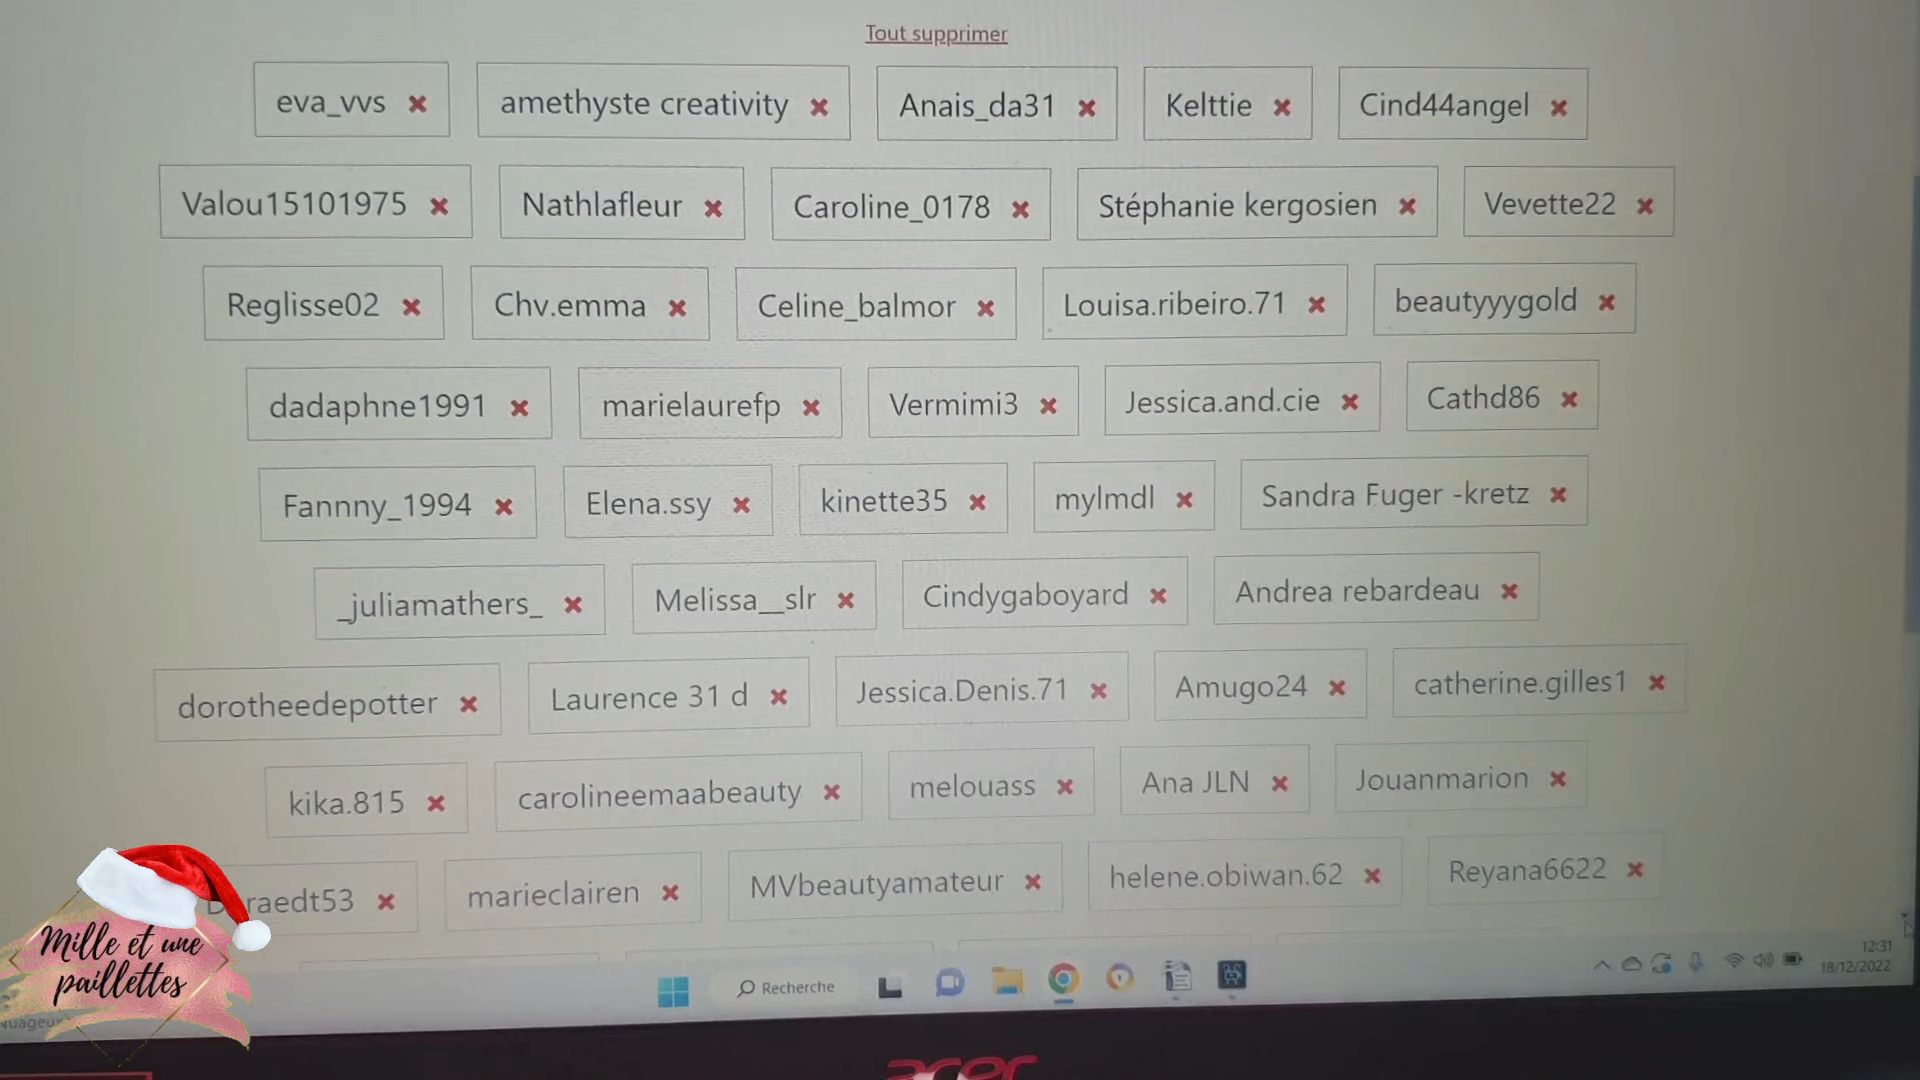 Tout supprimer
eva_vvs ✖ amethyste creativity ✖ Anais_da31 ✖ Kelttie ✖ Cind44angel ✖
Valou15101975 ✖ Nathlafleur ✖ Caroline_0178 ✖ Stéphanie kergosien ✖ Vevette22 ✖
Reglisse02 ✖ Chv.emma ✖ Celine_balmor ✖ Louisa.ribeiro.71 ✖ beautyyygold ✖
dadaphne1991 ✖ marielaurefp ✖ Vermimi3 ✖ Jessica.and.cie ✖ Cathd86 ✖
Fannny_1994 ✖ Elena.ssy ✖ kinette35 ✖ mylmdl ✖ Sandra Fuger -kretz ✖
_juliamathers_ ✖ Melissa__slr ✖ Cindygaboyard ✖ Andrea rebardeau ✖
dorotheedepotter ✖ Laurence 31 d ✖ Jessica.Denis.71 ✖ Amugo24 ✖ catherine.gilles1 ✖
kika.815 ✖ carolineemaabeauty ✖ melouass ✖ Ana JLN ✖ Jouanmarion ✖
✖ marieclairen ✖ MVbeautyamateur ✖ helene.obiwan.62 ✖ Reyana6622 ✖
Mille et une
paillettes
Recherche
12:31
18/12/2022
acer